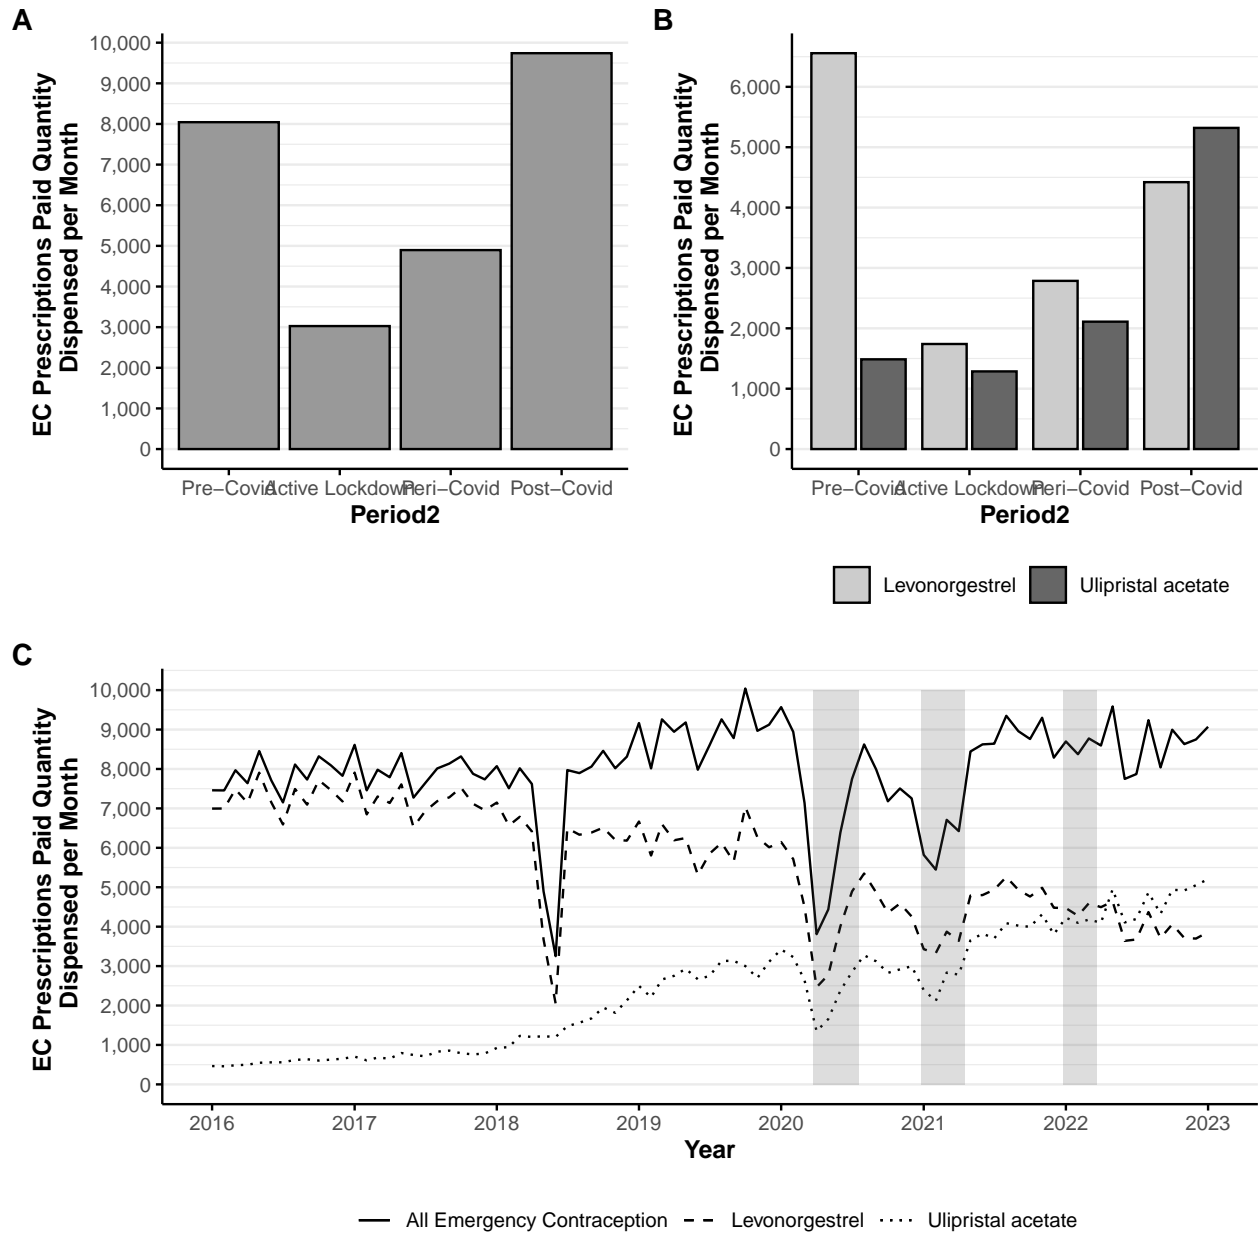 A
EC Prescriptions Paid Quantity
Dispensed per Month
10,000
9,000
8,000
7,000
6,000
5,000
4,000
3,000
2,000
1,000
0
Pre−Covid Active Lockdown Peri−Covid Post−Covid
Period2
B
EC Prescriptions Paid Quantity
Dispensed per Month
6,000
5,000
4,000
3,000
2,000
1,000
0
Pre−Covid Active Lockdown Peri−Covid Post−Covid
Period2
Levonorgestrel Ulipristal acetate
C
EC Prescriptions Paid Quantity
Dispensed per Month
10,000
9,000
8,000
7,000
6,000
5,000
4,000
3,000
2,000
1,000
0
2016 2017 2018 2019 2020 2021 2022 2023
Year
All Emergency Contraception Levonorgestrel Ulipristal acetate